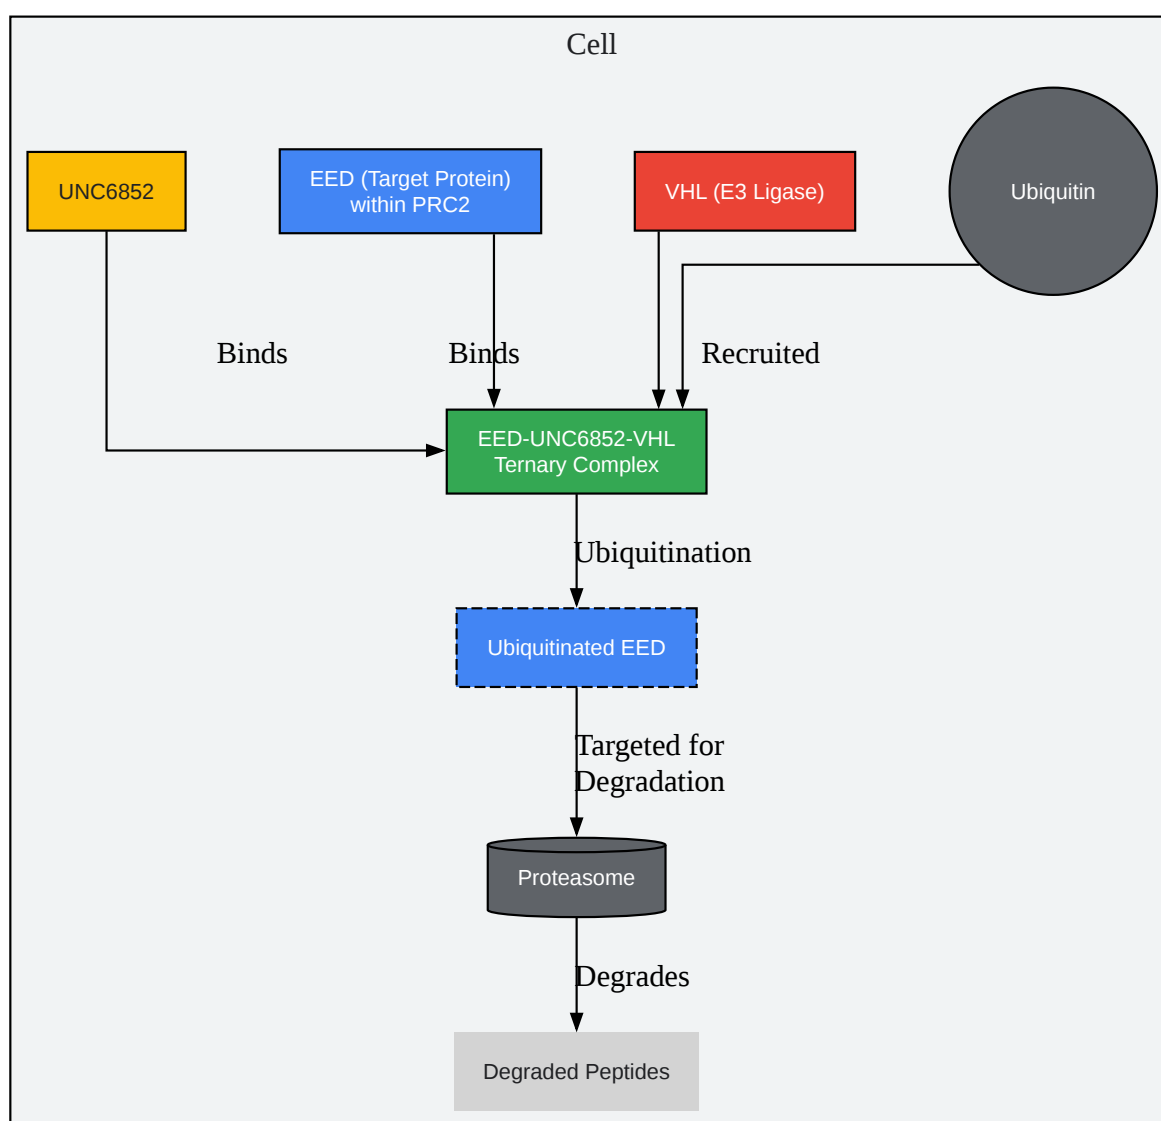 Cell
UNC6852
EED (Target Protein)
within PRC2
VHL (E3 Ligase)
Ubiquitin
Binds
Binds
Recruited
EED-UNC6852-VHL
Ternary Complex
Ubiquitination
Ubiquitinated EED
Targeted for
Degradation
Proteasome
Degrades
Degraded Peptides